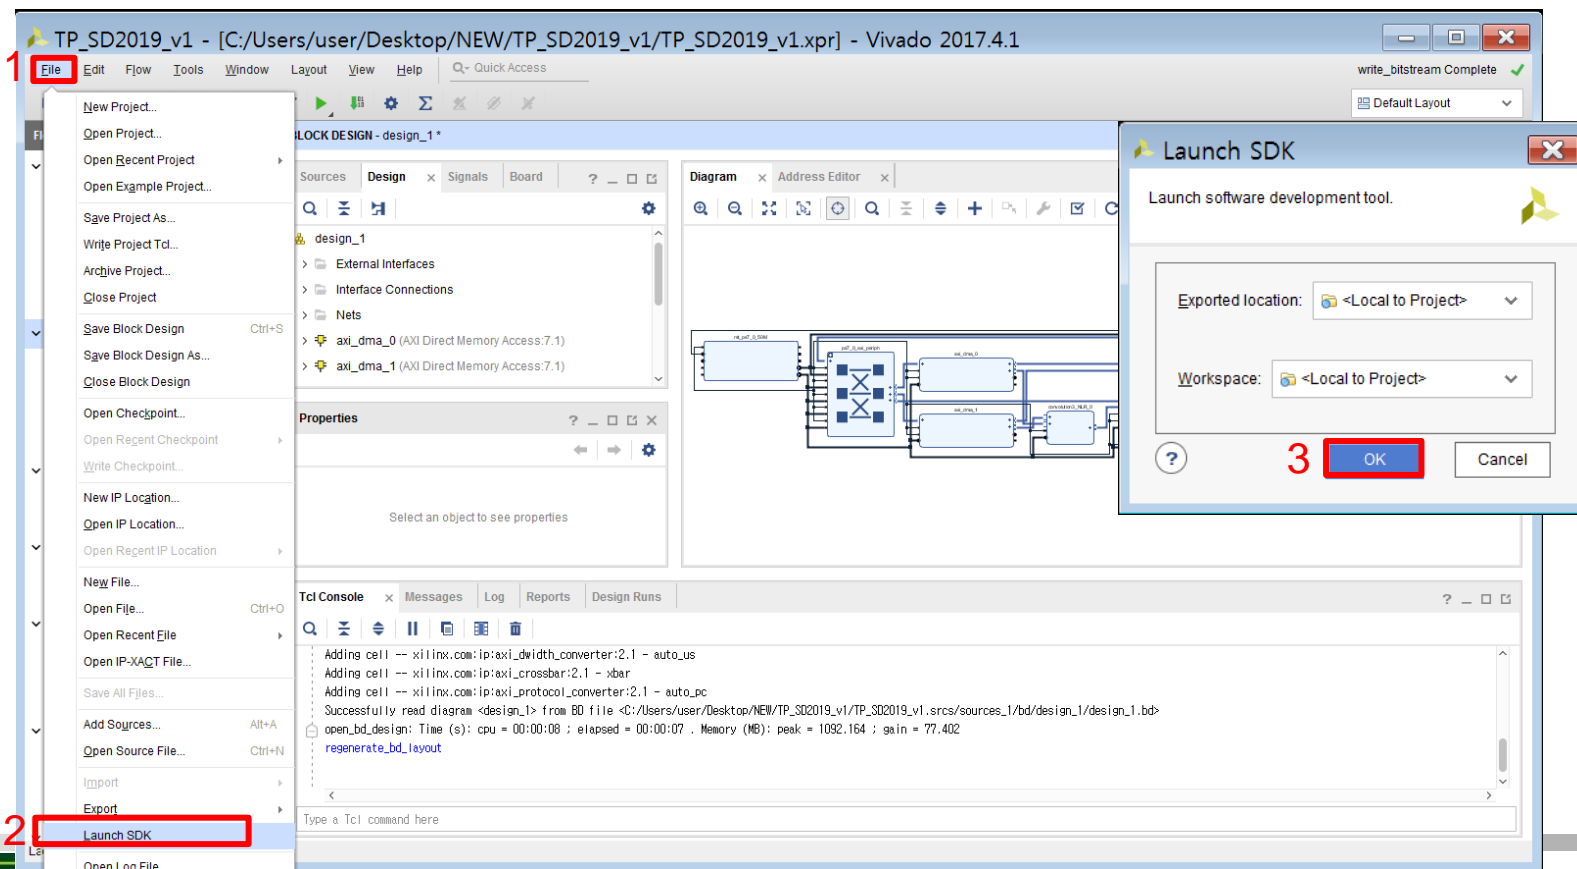 TP_SD2019_v1 - [C:/Users/user/Desktop/NEW/TP_SD2019_v1/TP_SD2019_v1.xpr] - Vivado 2017.4.1
1
File Edit Flow Tools Window Layout View Help Q- Quick Access
write_bitstream Complete
Default Layout
New Project...
Open Project...
Open Recent Project
Open Example Project...
Save Project As...
Write Project Tcl...
Archive Project...
Close Project
Save Block Design Ctrl+S
Save Block Design As...
Close Block Design
Open Checkpoint...
Open Recent Checkpoint
Write Checkpoint...
New IP Location...
Open IP Location...
Open Recent IP Location
New File...
Open File... Ctrl+O
Open Recent File
Open IP-XACT File...
Save All Files...
Add Sources... Alt+A
Open Source File... Ctrl+N
Import
Export
2
Launch SDK
Open Log File
BLOCK DESIGN - design_1 *
Sources Design Signals Board
design_1
External Interfaces
Interface Connections
Nets
axi_dma_0 (AXI Direct Memory Access:7.1)
axi_dma_1 (AXI Direct Memory Access:7.1)
Properties
Select an object to see properties
Diagram Address Editor
rst_ps7_0_50M
ps7_0_axi_periph
axi_dma_0
axi_dma_1
Tcl Console Messages Log Reports Design Runs
Adding cell -- xilinx.com:ip:axi_dwidth_converter:2.1 - auto_us
Adding cell -- xilinx.com:ip:axi_crossbar:2.1 - xbar
Adding cell -- xilinx.com:ip:axi_protocol_converter:2.1 - auto_pc
Successfully read diagram <design_1> from BD file <C:/Users/user/Desktop/NEW/TP_SD2019_v1/TP_SD2019_v1.srcs/sources_1/bd/design_1/design_1.bd>
open_bd_design: Time (s): cpu = 00:00:08 ; elapsed = 00:00:07 . Memory (MB): peak = 1092.164 ; gain = 77.402
regenerate_bd_layout
Type a Tcl command here
Launch SDK
Launch software development tool.
Exported location: <Local to Project>
Workspace: <Local to Project>
3
OK
Cancel